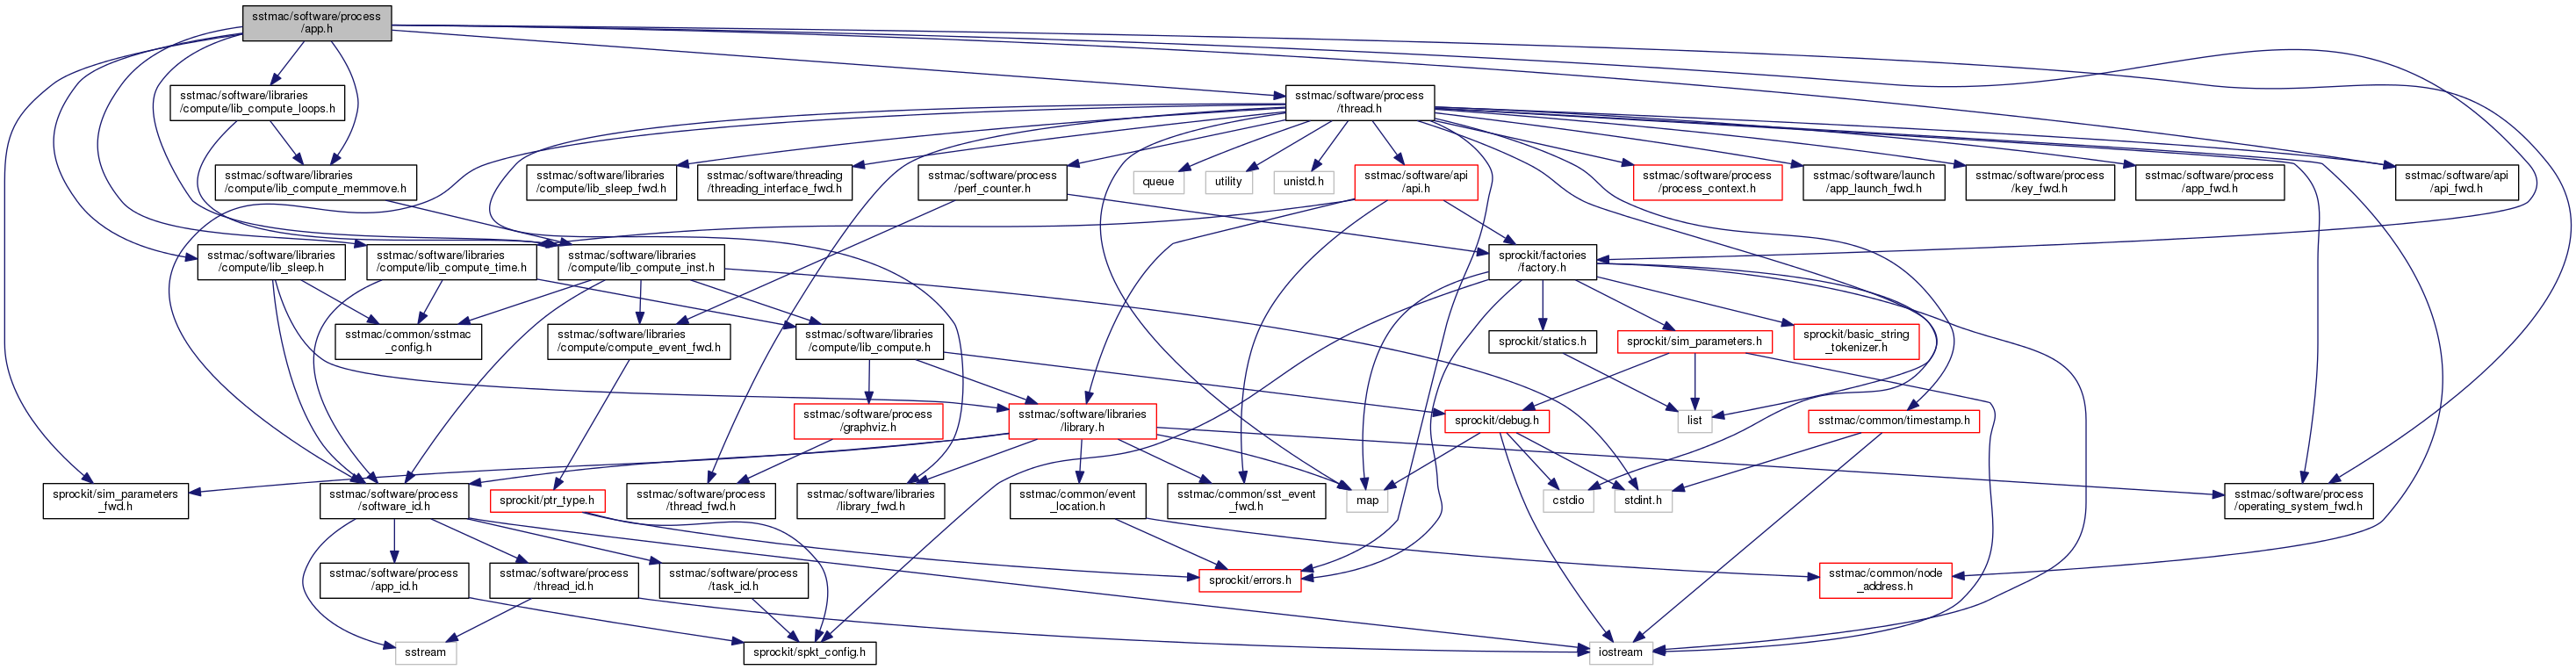 sstmac/software/process
/app.h
sstmac/software/libraries
/compute/lib_compute_loops.h
sstmac/software/process
/thread.h
sstmac/software/libraries
/compute/lib_compute_memmove.h
sstmac/software/libraries
/compute/lib_sleep_fwd.h
sstmac/software/threading
/threading_interface_fwd.h
sstmac/software/process
/perf_counter.h
queue
utility
unistd.h
sstmac/software/api
/api.h
sstmac/software/process
/process_context.h
sstmac/software/launch
/app_launch_fwd.h
sstmac/software/process
/key_fwd.h
sstmac/software/process
/app_fwd.h
sstmac/software/api
/api_fwd.h
sstmac/software/libraries
/compute/lib_sleep.h
sstmac/software/libraries
/compute/lib_compute_time.h
sstmac/software/libraries
/compute/lib_compute_inst.h
sprockit/factories
/factory.h
sstmac/common/sstmac
_config.h
sstmac/software/libraries
/compute/compute_event_fwd.h
sstmac/software/libraries
/compute/lib_compute.h
sprockit/statics.h
sprockit/sim_parameters.h
sprockit/basic_string
_tokenizer.h
sstmac/software/process
/graphviz.h
sstmac/software/libraries
/library.h
sprockit/debug.h
list
sstmac/common/timestamp.h
sprockit/sim_parameters
_fwd.h
sstmac/software/process
/software_id.h
sprockit/ptr_type.h
sstmac/software/process
/thread_fwd.h
sstmac/software/libraries
/library_fwd.h
sstmac/common/event
_location.h
sstmac/common/sst_event
_fwd.h
map
cstdio
stdint.h
sstmac/software/process
/operating_system_fwd.h
sstmac/software/process
/app_id.h
sstmac/software/process
/thread_id.h
sstmac/software/process
/task_id.h
sprockit/errors.h
sstmac/common/node
_address.h
sstream
sprockit/spkt_config.h
iostream